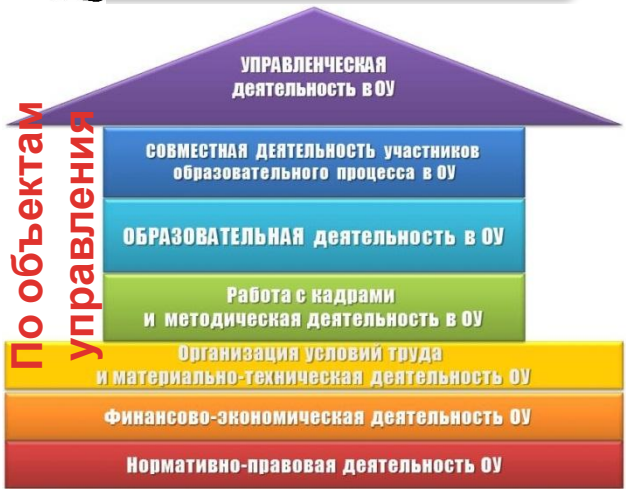 УПРАВЛЕНЧЕСКАЯ
деятельность в ОУ
По объектам
управления
СОВМЕСТНАЯ ДЕЯТЕЛЬНОСТЬ участников
образовательного процесса в ОУ
ОБРАЗОВАТЕЛЬНАЯ деятельность в ОУ
Работа с кадрами
и методическая деятельность в ОУ
Организация условий труда
и материально-техническая деятельность ОУ
Финансово-экономическая деятельность ОУ
Нормативно-правовая деятельность ОУ